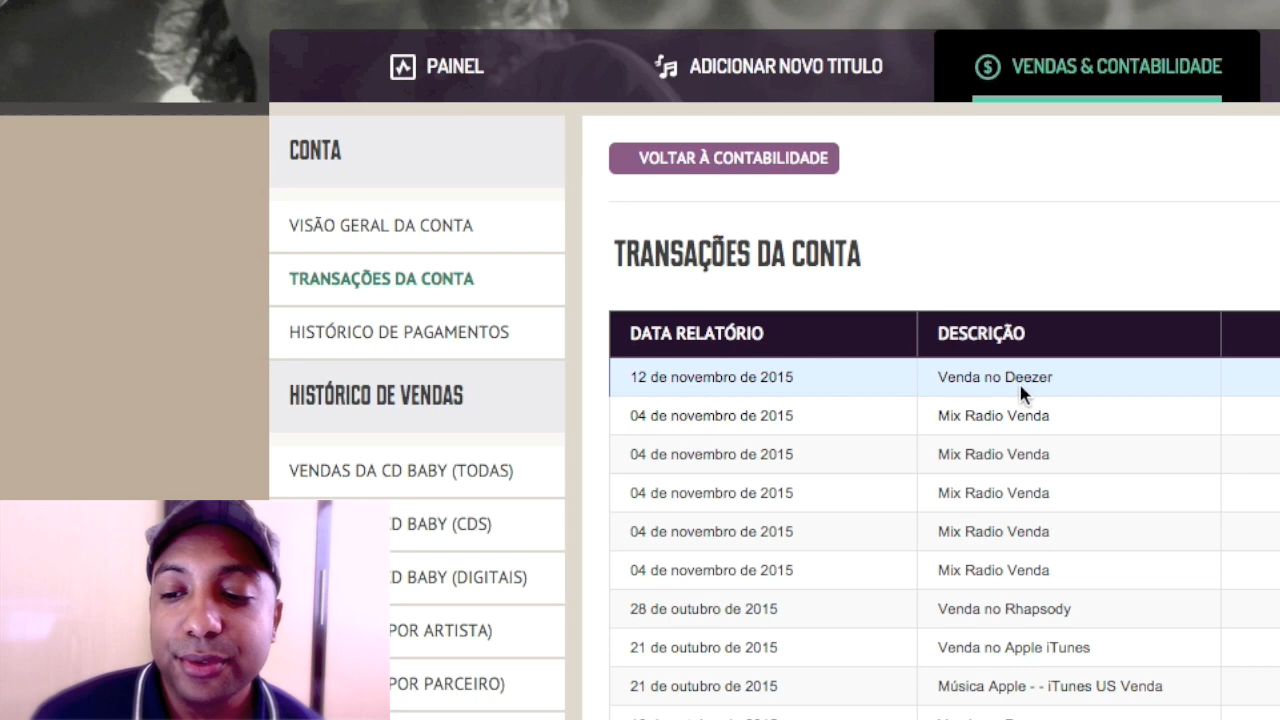 PAINEL
ADICIONAR NOVO TITULO
VENDAS & CONTABILIDADE
CONTA
VISÃO GERAL DA CONTA
TRANSAÇÕES DA CONTA
HISTÓRICO DE PAGAMENTOS
HISTÓRICO DE VENDAS
VENDAS DA CD BABY (TODAS)
D BABY (CDS)
D BABY (DIGITAIS)
POR ARTISTA)
POR PARCEIRO)
VOLTAR À CONTABILIDADE
TRANSAÇÕES DA CONTA
DATA RELATÓRIO DESCRIÇÃO
12 de novembro de 2015 Venda no Deezer
04 de novembro de 2015 Mix Radio Venda
04 de novembro de 2015 Mix Radio Venda
04 de novembro de 2015 Mix Radio Venda
04 de novembro de 2015 Mix Radio Venda
04 de novembro de 2015 Mix Radio Venda
28 de outubro de 2015 Venda no Rhapsody
21 de outubro de 2015 Venda no Apple iTunes
21 de outubro de 2015 Música Apple - - iTunes US Venda